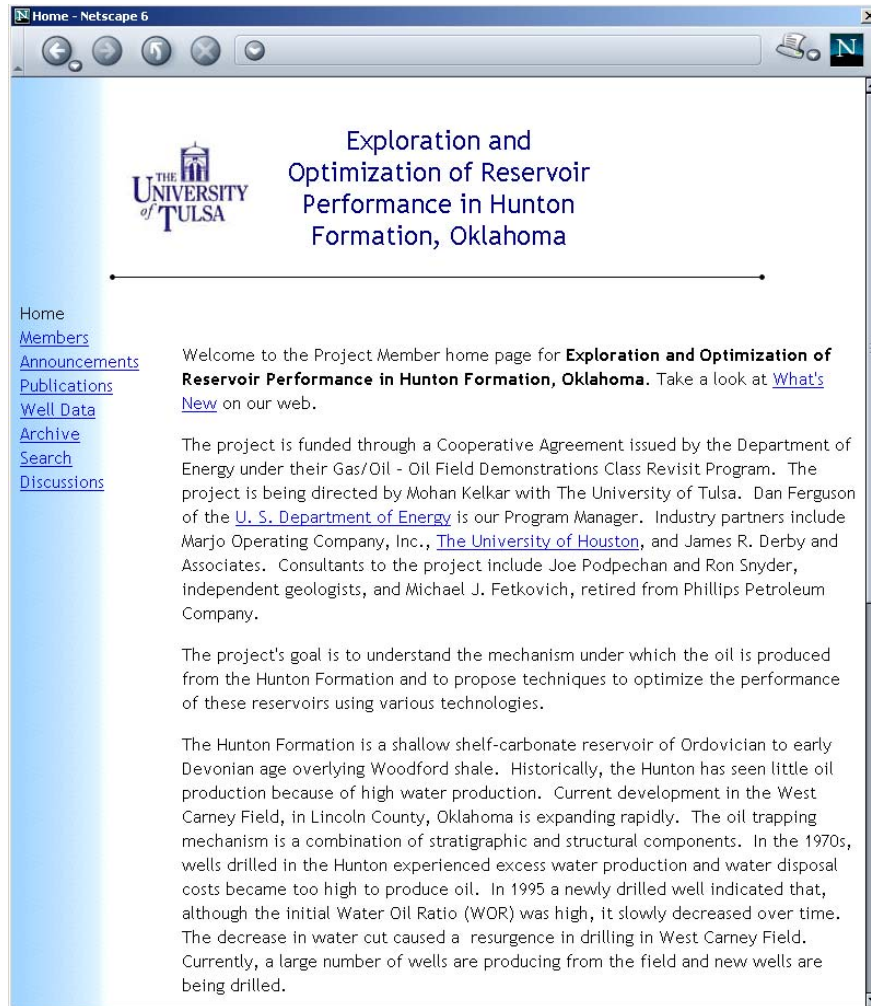 Home - Netscape 6
N
THE
UNIVERSITY
of TULSA
Exploration and
Optimization of Reservoir
Performance in Hunton
Formation, Oklahoma
Home
Members
Announcements
Publications
Well Data
Archive
Search
Discussions
Welcome to the Project Member home page for Exploration and Optimization of
Reservoir Performance in Hunton Formation, Oklahoma. Take a look at What's
New on our web.
The project is funded through a Cooperative Agreement issued by the Department of
Energy under their Gas/Oil - Oil Field Demonstrations Class Revisit Program. The
project is being directed by Mohan Kelkar with The University of Tulsa. Dan Ferguson
of the U. S. Department of Energy is our Program Manager. Industry partners include
Marjo Operating Company, Inc., The University of Houston, and James R. Derby and
Associates. Consultants to the project include Joe Podpechan and Ron Snyder,
independent geologists, and Michael J. Fetkovich, retired from Phillips Petroleum
Company.
The project's goal is to understand the mechanism under which the oil is produced
from the Hunton Formation and to propose techniques to optimize the performance
of these reservoirs using various technologies.
The Hunton Formation is a shallow shelf-carbonate reservoir of Ordovician to early
Devonian age overlying Woodford shale. Historically, the Hunton has seen little oil
production because of high water production. Current development in the West
Carney Field, in Lincoln County, Oklahoma is expanding rapidly. The oil trapping
mechanism is a combination of stratigraphic and structural components. In the 1970s,
wells drilled in the Hunton experienced excess water production and water disposal
costs became too high to produce oil. In 1995 a newly drilled well indicated that,
although the initial Water Oil Ratio (WOR) was high, it slowly decreased over time.
The decrease in water cut caused a resurgence in drilling in West Carney Field.
Currently, a large number of wells are producing from the field and new wells are
being drilled.